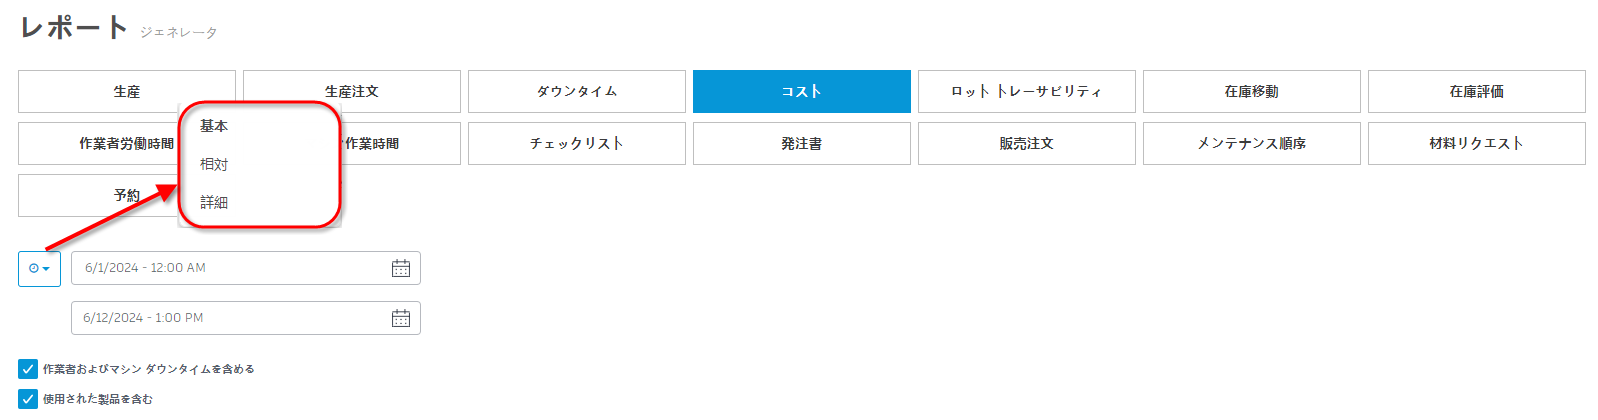 レポート ジェネレータ
生産 生産注文 ダウンタイム コスト ロット トレーサビリティ 在庫移動 在庫評価
作業者労働時間 作業時間 チェックリスト 発注書 販売注文 メンテナンス順序 材料リクエスト
予約
基本
相対
詳細
6/1/2024 - 12:00 AM
6/12/2024 - 1:00 PM
作業者およびマシン ダウンタイムを含める
使用された製品を含む